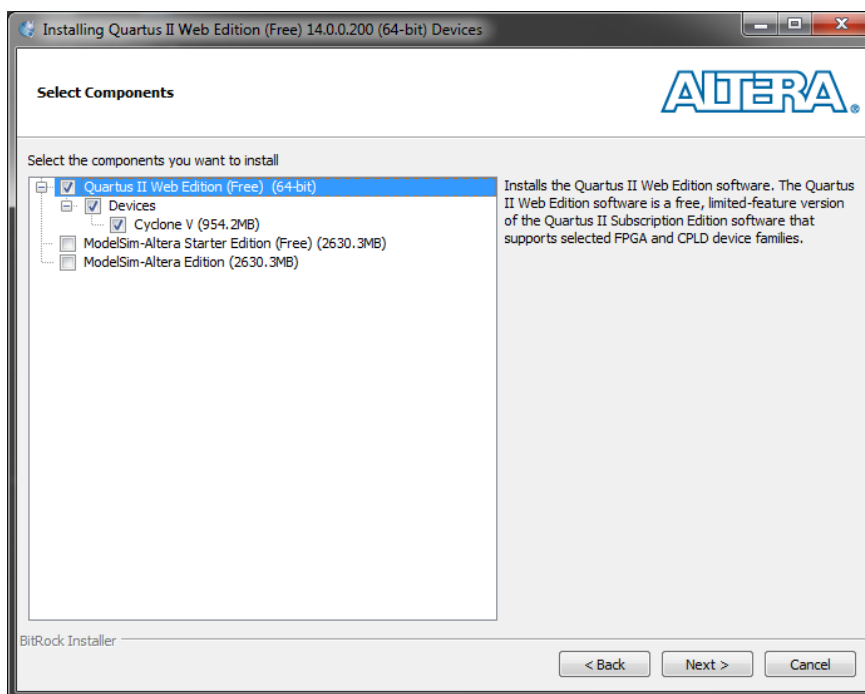 Installing Quartus II Web Edition (Free) 14.0.0.200 (64-bit) Devices
Select Components
ALTERA®
Select the components you want to install
Quartus II Web Edition (Free) (64-bit)
Devices
Cyclone V (954.2MB)
ModelSim-Altera Starter Edition (Free) (2630.3MB)
ModelSim-Altera Edition (2630.3MB)
Installs the Quartus II Web Edition software. The Quartus
II Web Edition software is a free, limited-feature version
of the Quartus II Subscription Edition software that
supports selected FPGA and CPLD device families.
BitRock Installer
< Back Next > Cancel